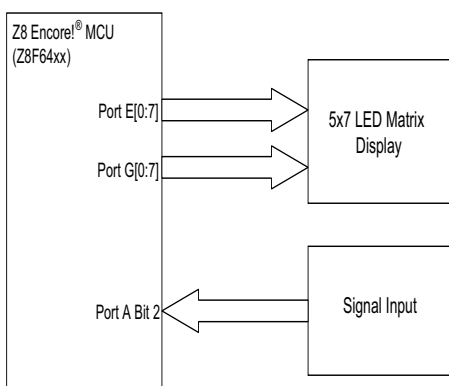 Z8 Encore!® MCU
(Z8F64xx)
Port E[0:7]
5x7 LED Matrix
Display
Port G[0:7]
Port A Bit 2
Signal Input